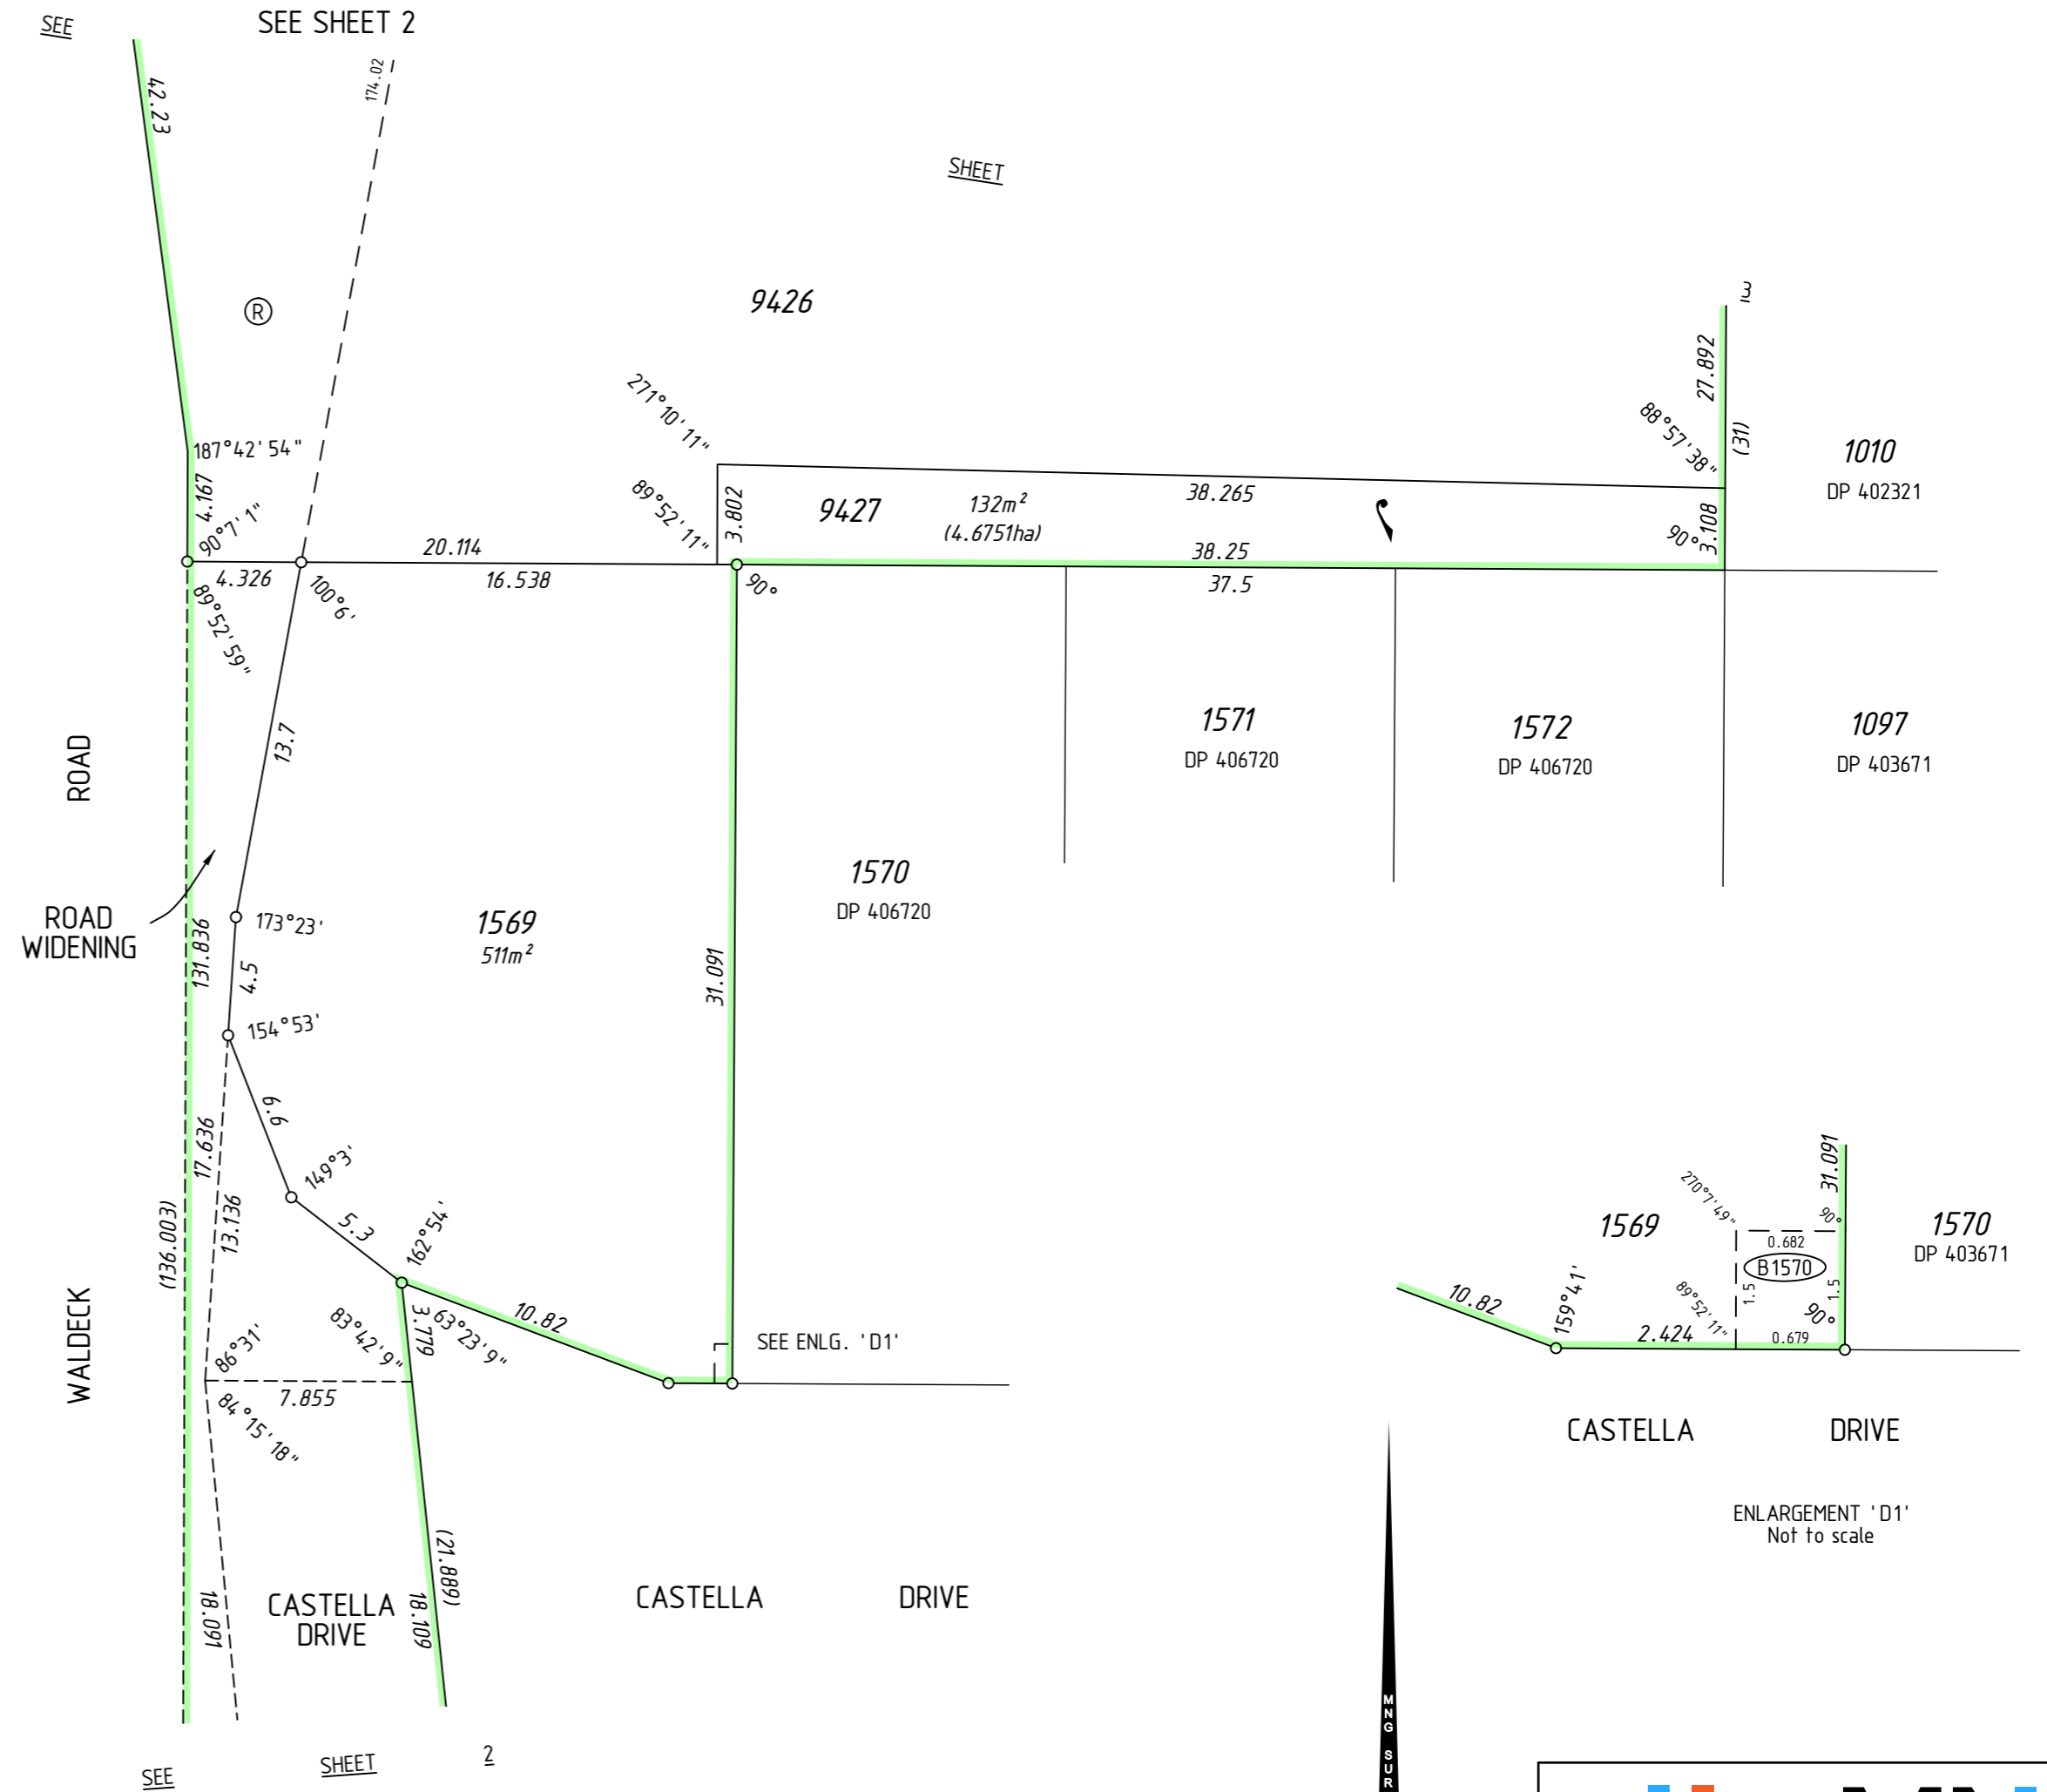 SEE
SEE SHEET 2
174.02
42.23
SHEET
Ⓡ
9426
3
27.892
(31)
271°10'11"
88°57'38"
1010
DP 402321
187°42'54"
4.167
90°7'1"
89°52'11"
3.802
9427
132m²
(4.6751ha)
38.265
38.25
90°
3.108
20.114
4.326
16.538
37.5
89°52'59"
100°6'
90°
13.7
ROAD
1571
DP 406720
1572
DP 406720
1097
DP 403671
1570
DP 406720
ROAD
WIDENING
131.836
173°23'
4.5
1569
511m²
31.091
154°53'
6.6
17.636
13.136
149°3'
5.3
162°54'
(136.003)
WALDECK
86°31'
83°42'9"
3.779
63°23'9"
10.82
SEE ENLG. 'D1'
7.855
84°15'18"
18.091
CASTELLA
DRIVE
(21.889)
18.109
CASTELLA DRIVE
SEE
SHEET
2
31.091
270°7'49"
90°
1569
0.682
B1570
1570
DP 403671
10.82
159°41'
89°52'11"
1.5
1.5
90°
2.424
0.679
CASTELLA DRIVE
ENLARGEMENT 'D1'
Not to scale
MNG SUR